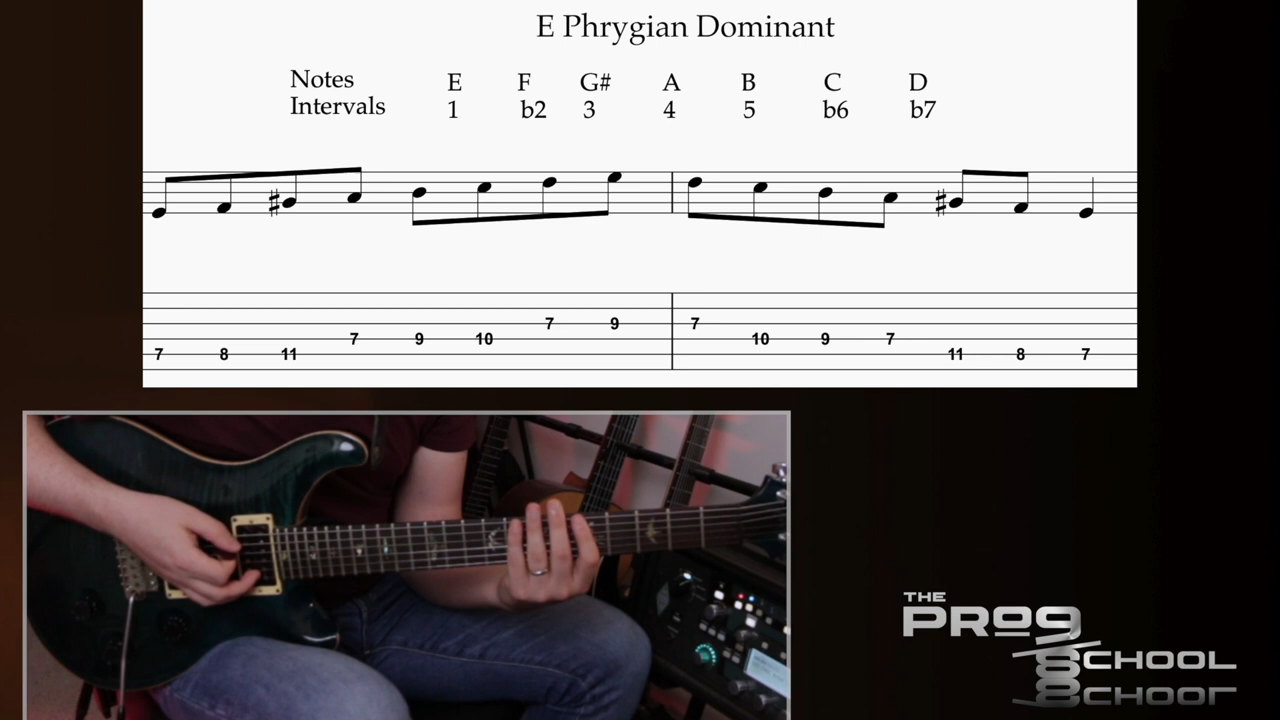 E Phrygian Dominant
Notes E F G# A B C D
Intervals 1 b2 3 4 5 b6 b7
7 9 7
7 9 10 10 9 7
7 8 11 11 8 7
THE
PROG
SCHOOL